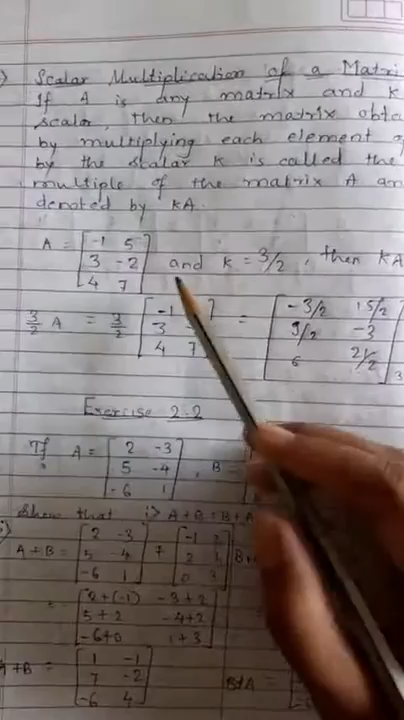 Scalar Multiplication of a Matri
If A is any matrix and K
scalar, then the matrix obta
by multiplying each element of
by the scalar K is called the
multiple of the matrix A an
denoted by KA.
A = [-1 5
3 -2
4 7] and K = 3/2, then KA
3/2 A = 3/2 [-1
3
4 7] = [-3/2 15/2
9/2 -3
6 21/2]
Exercise 2.2
If A = [2 -3
5 -4
-6 1], B =
Show that i> A+B = B+A
A+B = [2 -3
5 -4
-6 1] + [-1 2
2
0 3]
= [2+(-1) -3+2
5+2 -4+2
-6+0 1+3]
A+B = [1 -1
7 -2
-6 4]
B+A =